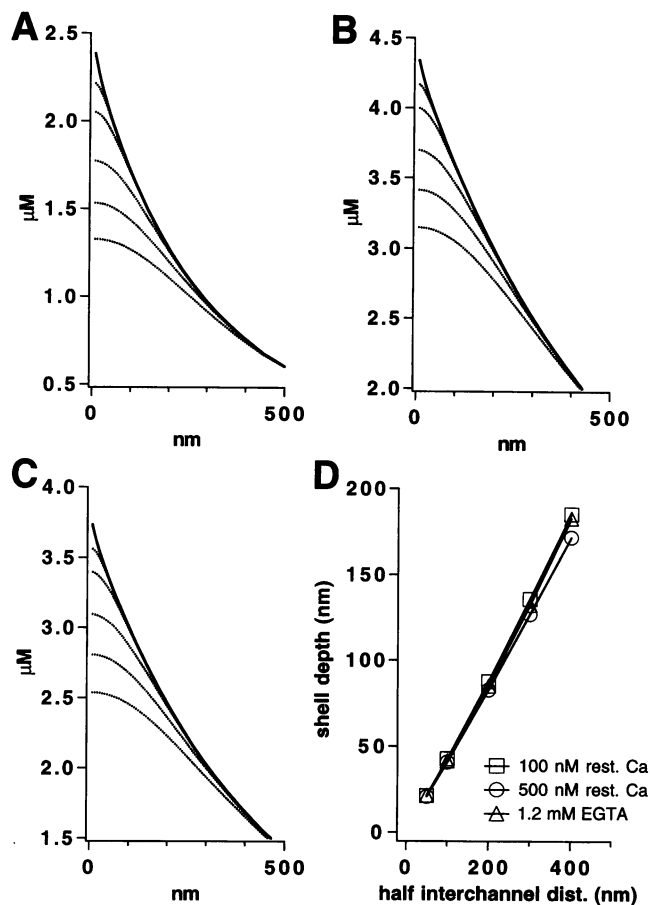 A
2.5
2.0
1.5
1.0
0.5
µM
0
500
nm
B
4.5
4.0
3.5
3.0
2.5
2.0
µM
0
500
nm
C
4.0
3.5
3.0
2.5
2.0
1.5
µM
0
500
nm
D
200
150
100
50
0
shell depth (nm)
100 nM rest. Ca
500 nM rest. Ca
1.2 mM EGTA
0
200
400
half interchannel dist. (nm)